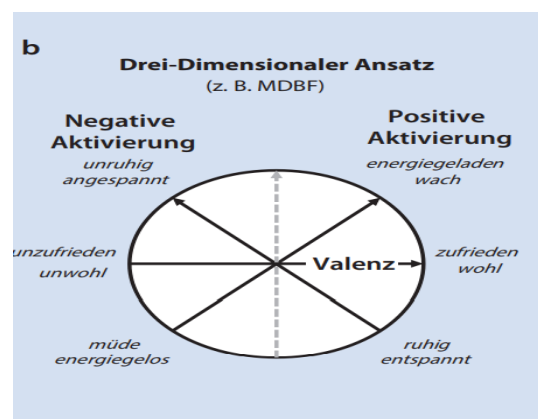 b
Drei-Dimensionaler Ansatz
(z. B. MDBF)
Negative
Aktivierung
unruhig
angespannt
Positive
Aktivierung
energiegeladen
wach
unzufrieden
unwohl
Valenz
zufrieden
wohl
müde
energiegelos
ruhig
entspannt